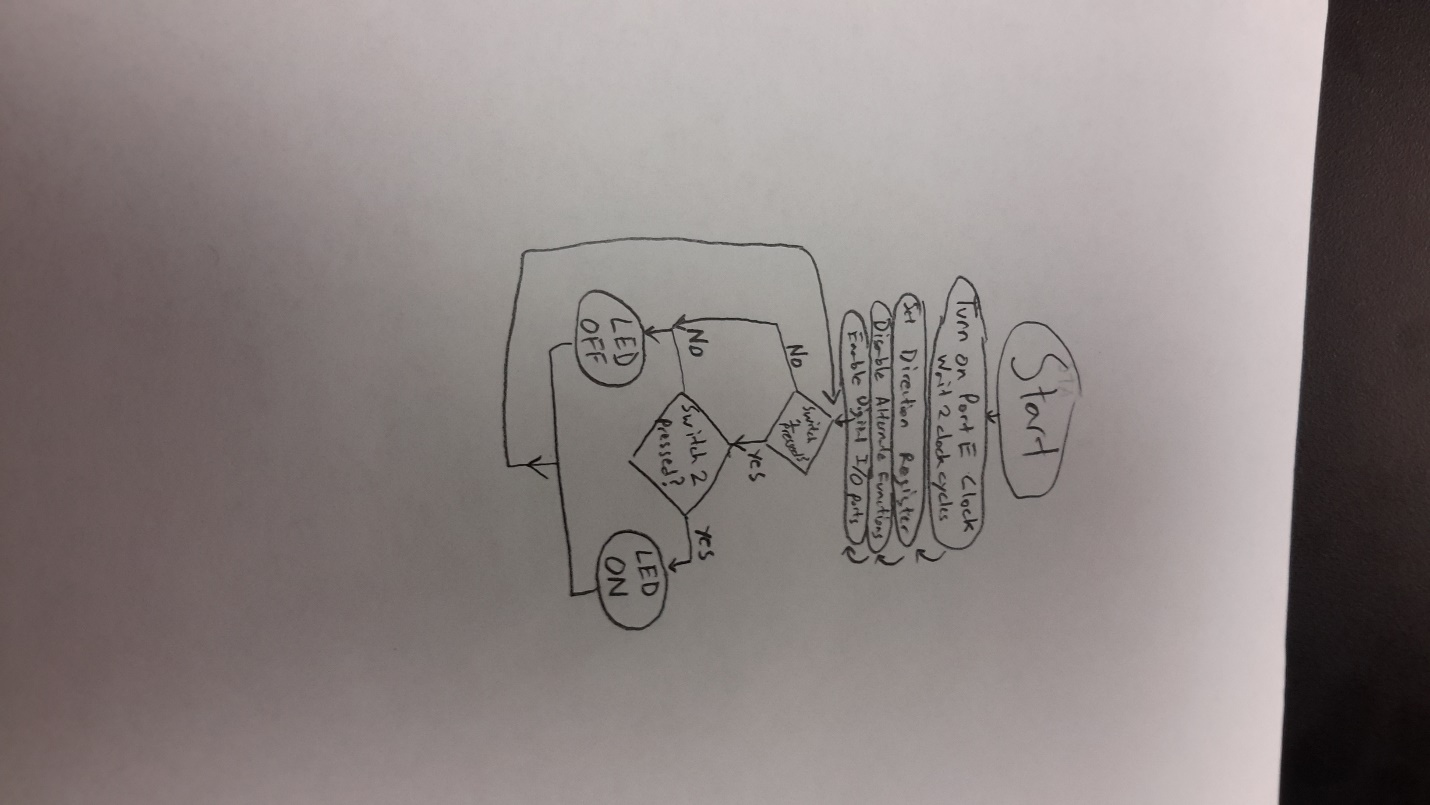 Start
Turn on Port E Clock
Wait 2 clock cycles
Set Direction Register
Disable Alternate Functions
Enable Digital I/O ports
Switch
1
Pressed?
No
Yes
Switch 2
Pressed?
No
Yes
LED
OFF
LED
ON